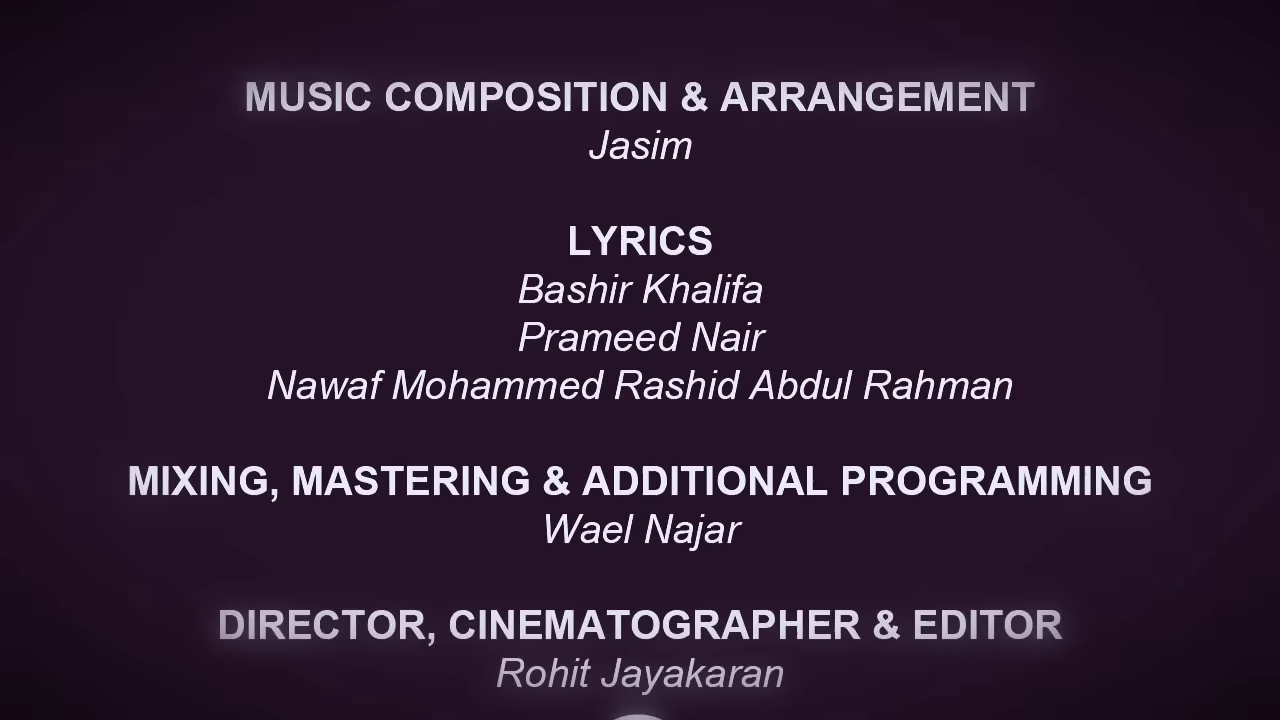 MUSIC COMPOSITION & ARRANGEMENT
Jasim
LYRICS
Bashir Khalifa
Prameed Nair
Nawaf Mohammed Rashid Abdul Rahman
MIXING, MASTERING & ADDITIONAL PROGRAMMING
Wael Najar
DIRECTOR, CINEMATOGRAPHER & EDITOR
Rohit Jayakaran